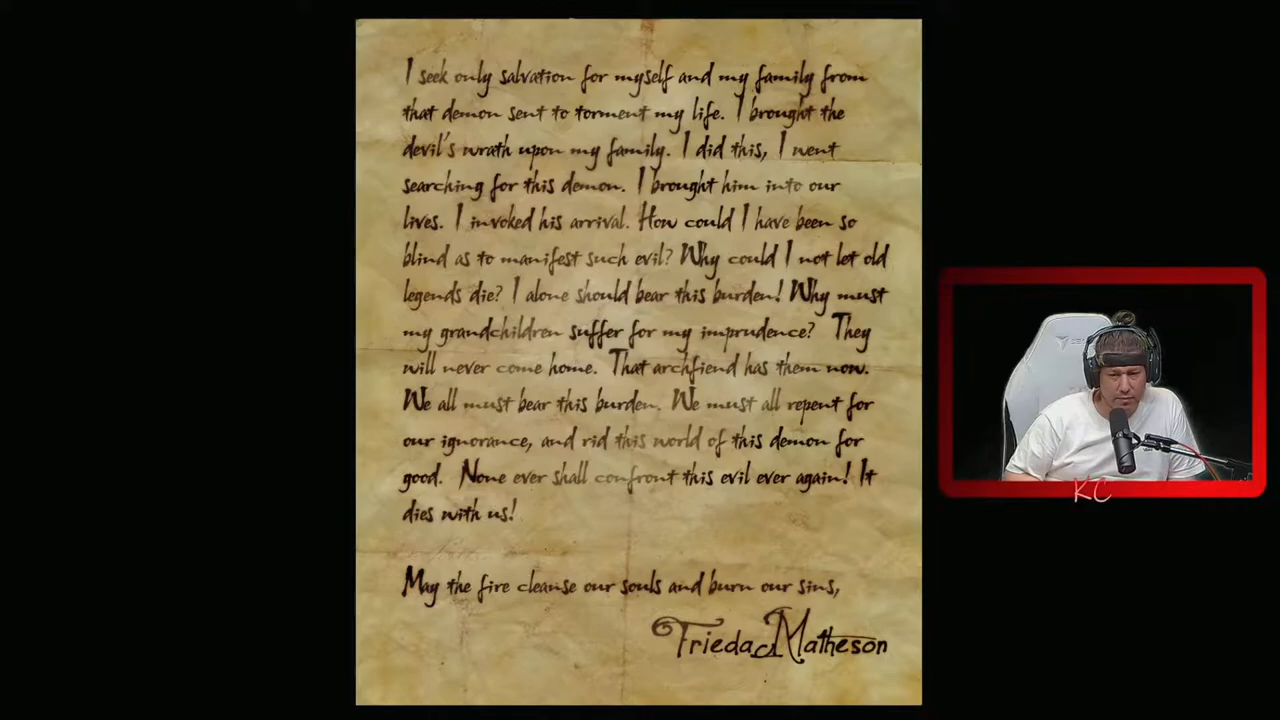 I seek only salvation for myself and my family from
that demon sent to torment my life. I brought the
devil's wrath upon my family. I did this, I went
searching for this demon. I brought him into our
lives. I invoked his arrival. How could I have been so
blind as to manifest such evil? Why could I not let old
legends die? I alone should bear this burden! Why must
my grandchildren suffer for my imprudence? They
will never come home. That archfiend has them now.
We all must bear this burden. We must all repent for
our ignorance, and rid this world of this demon for
good. None ever shall confront this evil ever again! It
dies with us!
May the fire cleanse our souls and burn our sins,
Frieda Matheson
KC